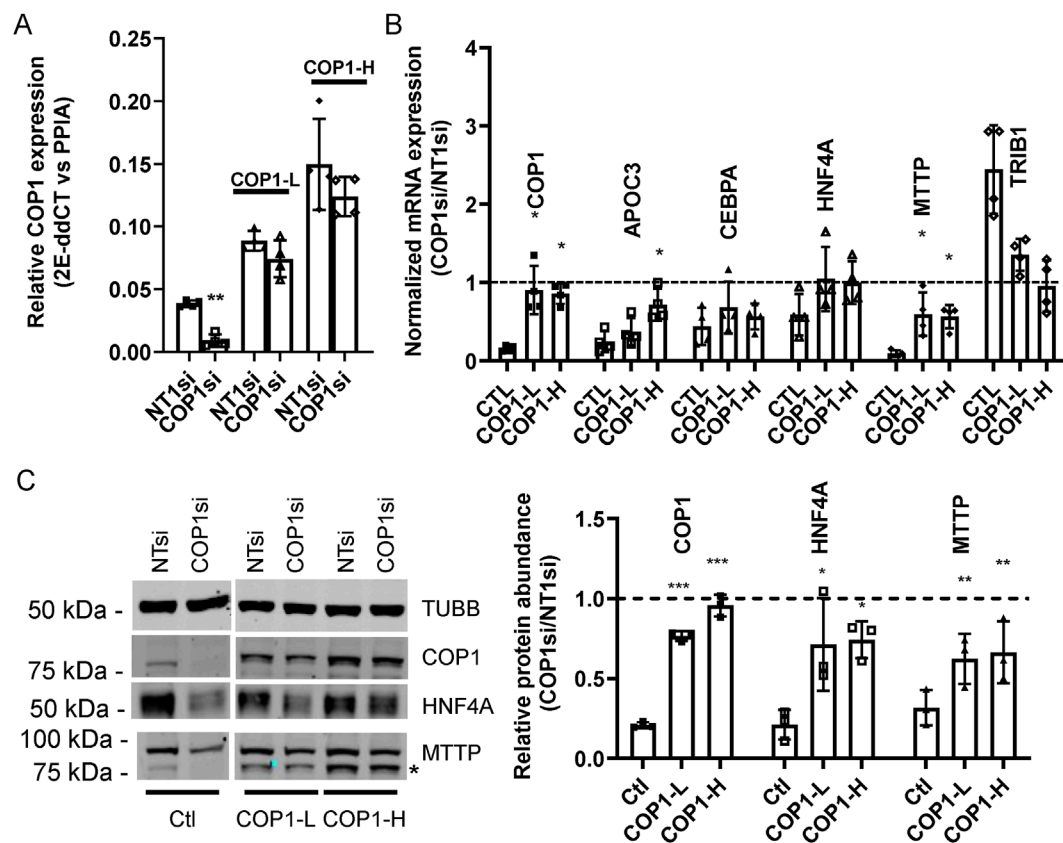 A
Relative COP1 expression
(2E-ddCT vs PPIA)
0.25
0.20
0.15
0.10
0.05
0.00
COP1-H
COP1-L
**
NT1si
COP1si
NT1si
COP1si
NT1si
COP1si
B
Normalized mRNA expression
(COP1si/NT1si)
4
3
2
1
0
COP1
APOC3
CEBPA
HNF4A
MTTP
TRIB1
*
*
*
*
*
CTL
COP1-L
COP1-H
CTL
COP1-L
COP1-H
CTL
COP1-L
COP1-H
CTL
COP1-L
COP1-H
CTL
COP1-L
COP1-H
CTL
COP1-L
COP1-H
C
NTsi
COP1si
NTsi
COP1si
NTsi
COP1si
50 kDa -
TUBB
75 kDa -
COP1
50 kDa -
HNF4A
100 kDa -
MTTP
75 kDa -
*
Ctl
COP1-L
COP1-H
Relative protein abundance
(COP1si/NT1si)
1.5
1.0
0.5
0.0
COP1
HNF4A
MTTP
***
***
*
*
**
**
Ctl
COP1-L
COP1-H
Ctl
COP1-L
COP1-H
Ctl
COP1-L
COP1-H